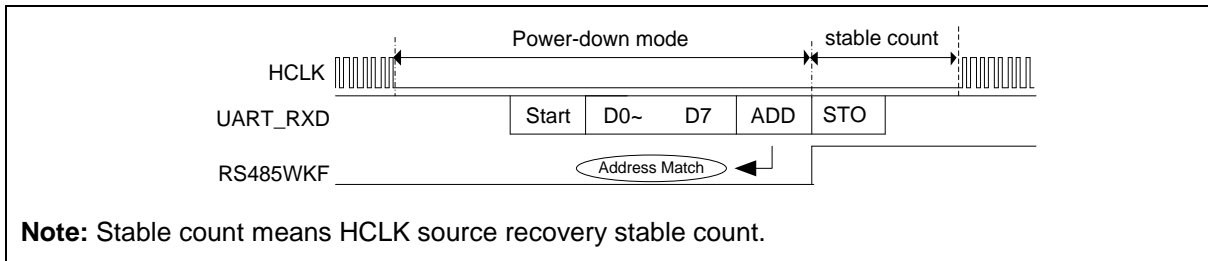 Power-down mode stable count
HCLK
UART_RXD Start D0~ D7 ADD STO
Address Match
RS485WKF
Note: Stable count means HCLK source recovery stable count.